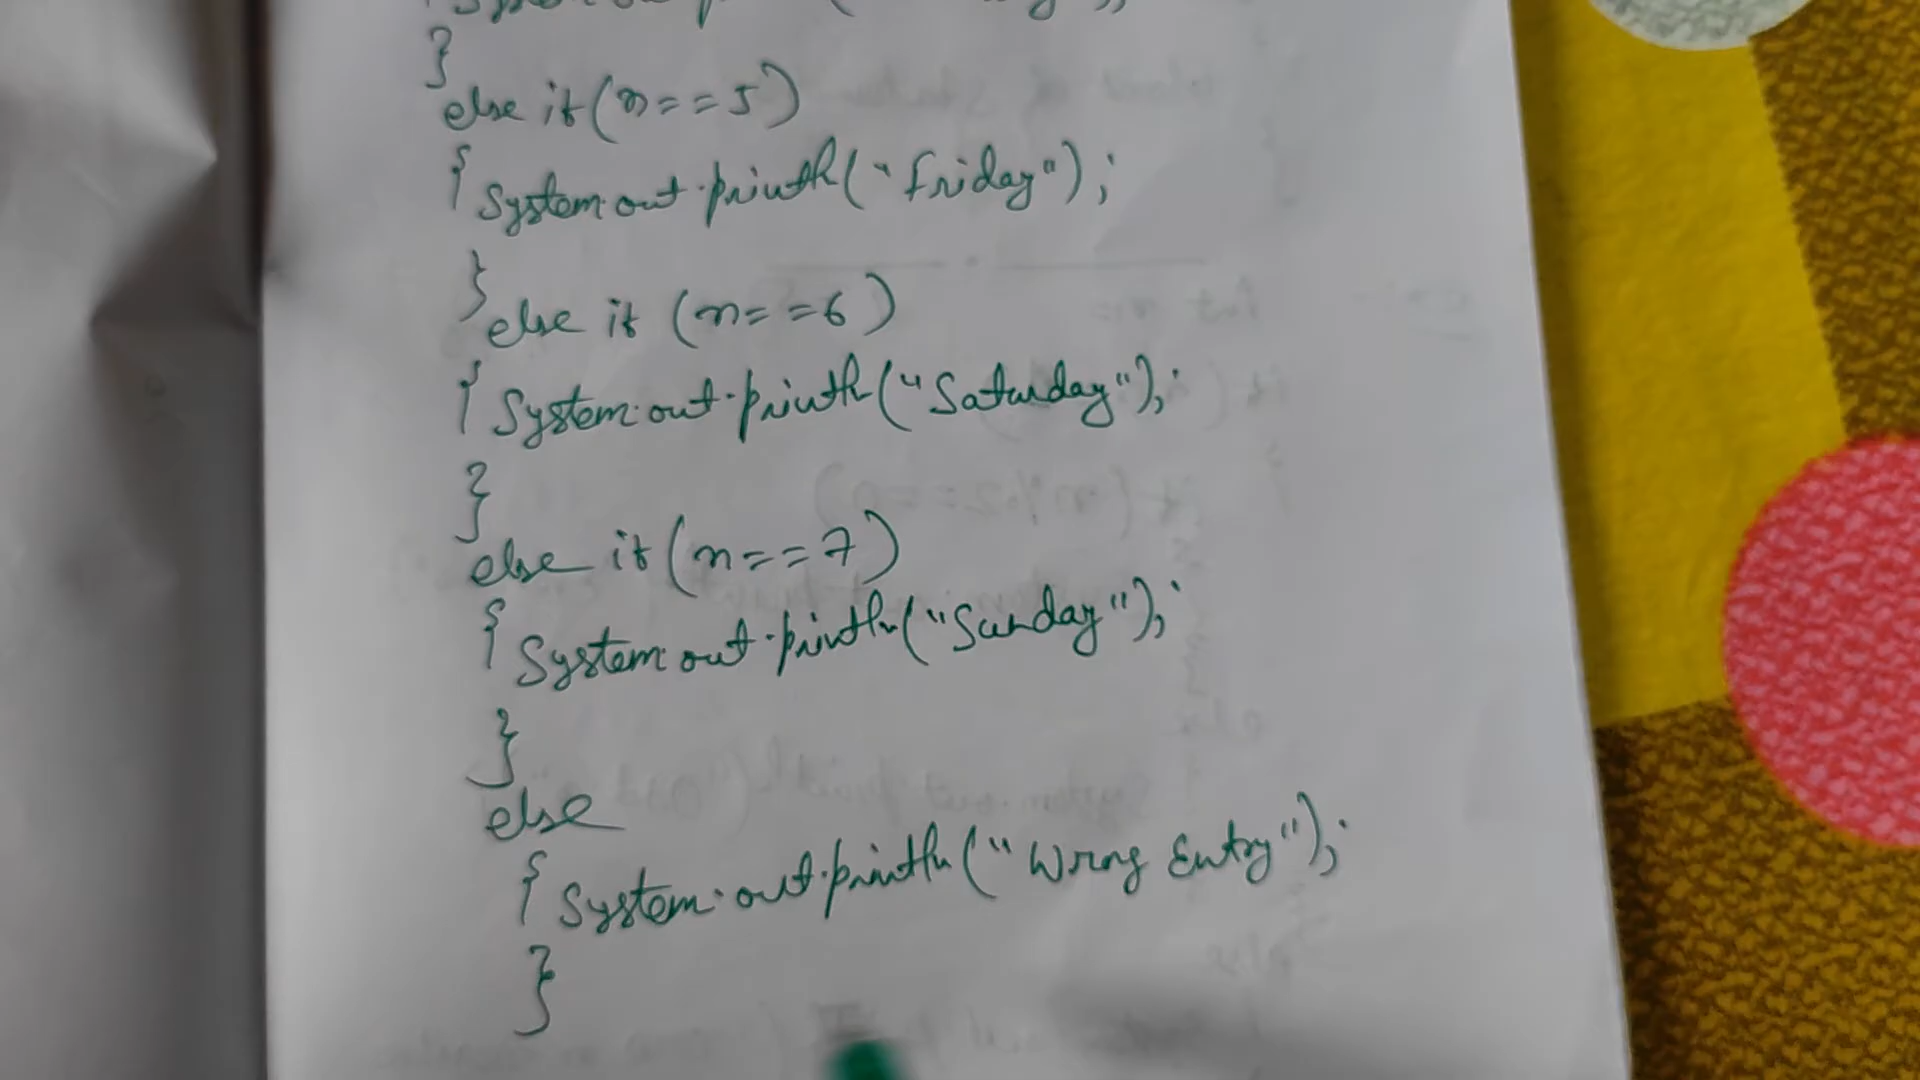 }
else if (n==5)
{ System.out.println("Friday");
}
else if (n==6)
{ System.out.println("Saturday");
}
else if (n==7)
{ System.out.println("Sunday");
}
else
{ System.out.println("Wrong Entry");
}